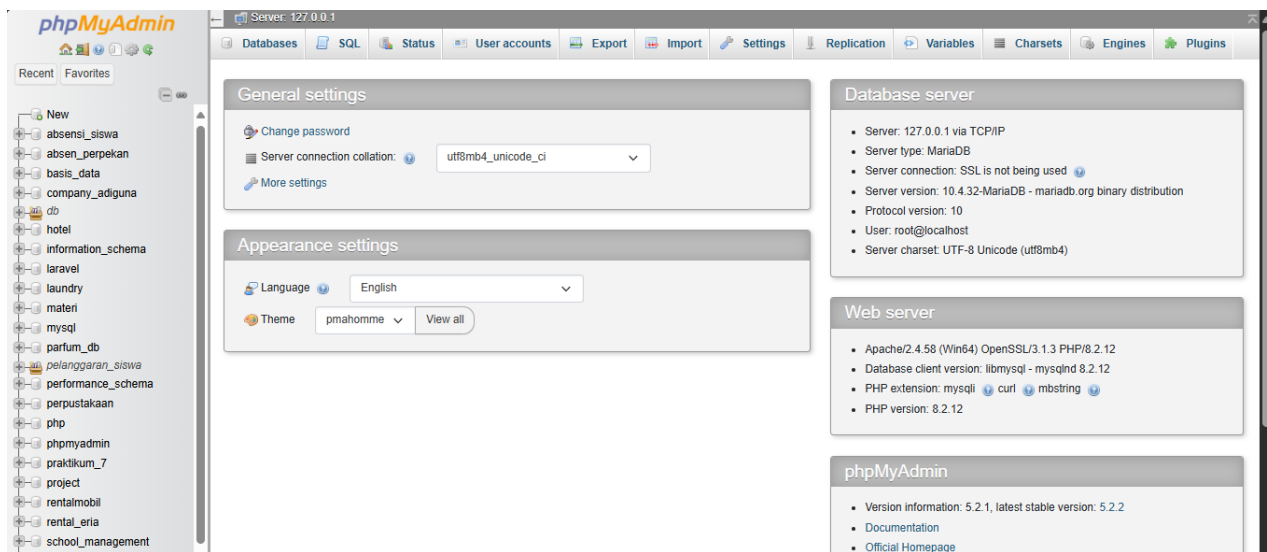 phpMyAdmin
Recent Favorites
New
absensi_siswa
absen_perpekan
basis_data
company_adiguna
db
hotel
information_schema
laravel
laundry
materi
mysql
parfum_db
pelanggaran_siswa
performance_schema
perpustakaan
php
phpmyadmin
praktikum_7
project
rentalmobil
rental_eria
school_management
Server: 127.0.0.1
Databases SQL Status User accounts Export Import Settings Replication Variables Charsets Engines Plugins
General settings
Change password
Server connection collation: utf8mb4_unicode_ci
More settings
Appearance settings
Language English
Theme pmahomme View all
Database server
Server: 127.0.0.1 via TCP/IP
Server type: MariaDB
Server connection: SSL is not being used
Server version: 10.4.32-MariaDB - mariadb.org binary distribution
Protocol version: 10
User: root@localhost
Server charset: UTF-8 Unicode (utf8mb4)
Web server
Apache/2.4.58 (Win64) OpenSSL/3.1.3 PHP/8.2.12
Database client version: libmysql - mysqlnd 8.2.12
PHP extension: mysqli curl mbstring
PHP version: 8.2.12
phpMyAdmin
Version information: 5.2.1, latest stable version: 5.2.2
Documentation
Official Homepage